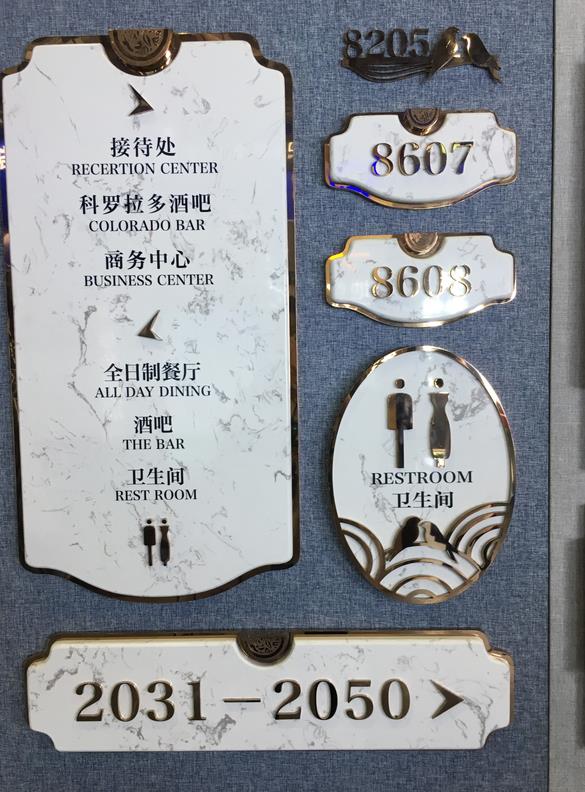 接待处
RECERTION CENTER
科罗拉多酒吧
COLORADO BAR
商务中心
BUSINESS CENTER
全日制餐厅
ALL DAY DINING
酒吧
THE BAR
卫生间
REST ROOM
8205
8607
8608
RESTROOM
卫生间
2031-2050